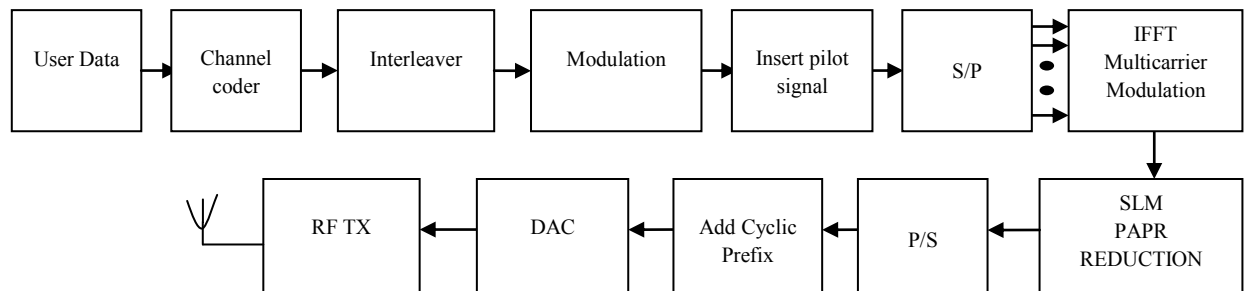 User Data
Channel
coder
Interleaver
Modulation
Insert pilot
signal
S/P
IFFT
Multicarrier
Modulation
RF TX
DAC
Add Cyclic
Prefix
P/S
SLM
PAPR
REDUCTION